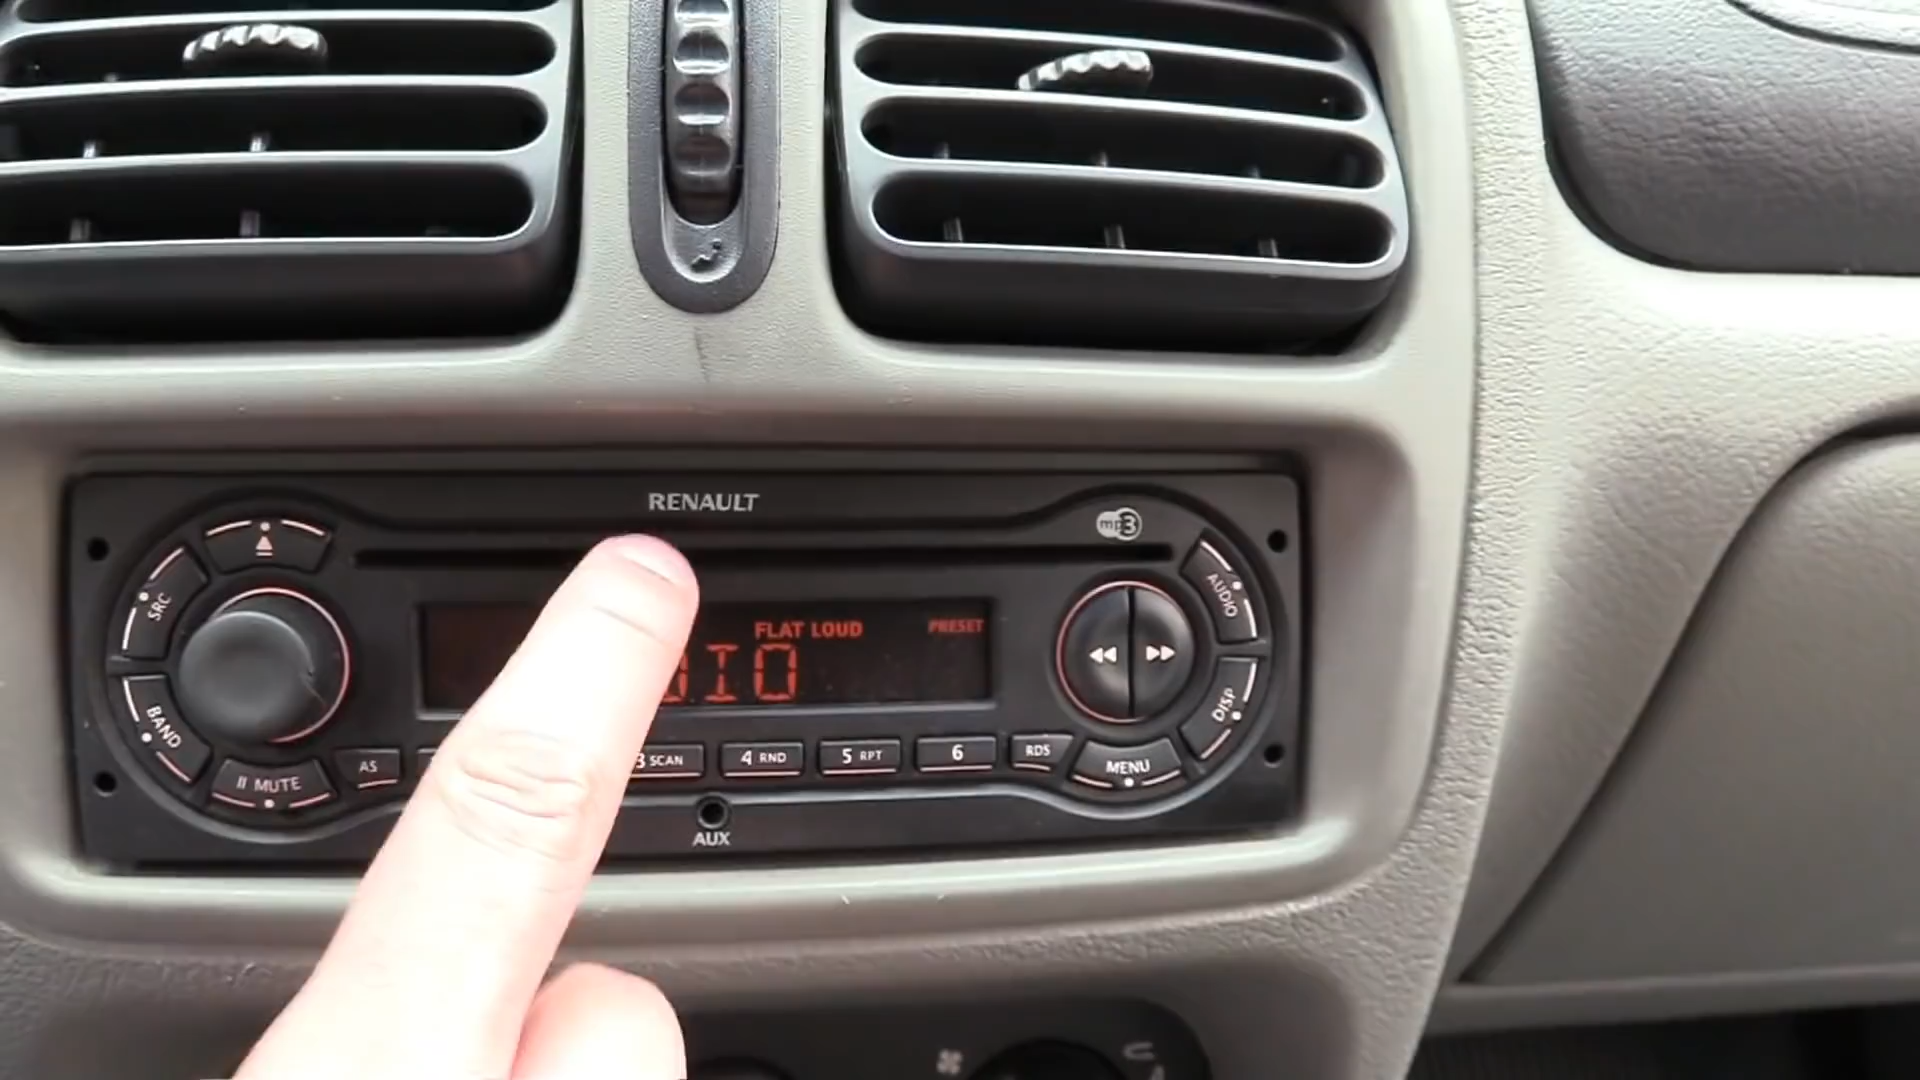 RENAULT
mp3
SRC
AUDIO
FLAT LOUD
PRESET
DISP
BAND
II MUTE
AS
3 SCAN
4 RND
5 RPT
6
RDS
MENU
AUX